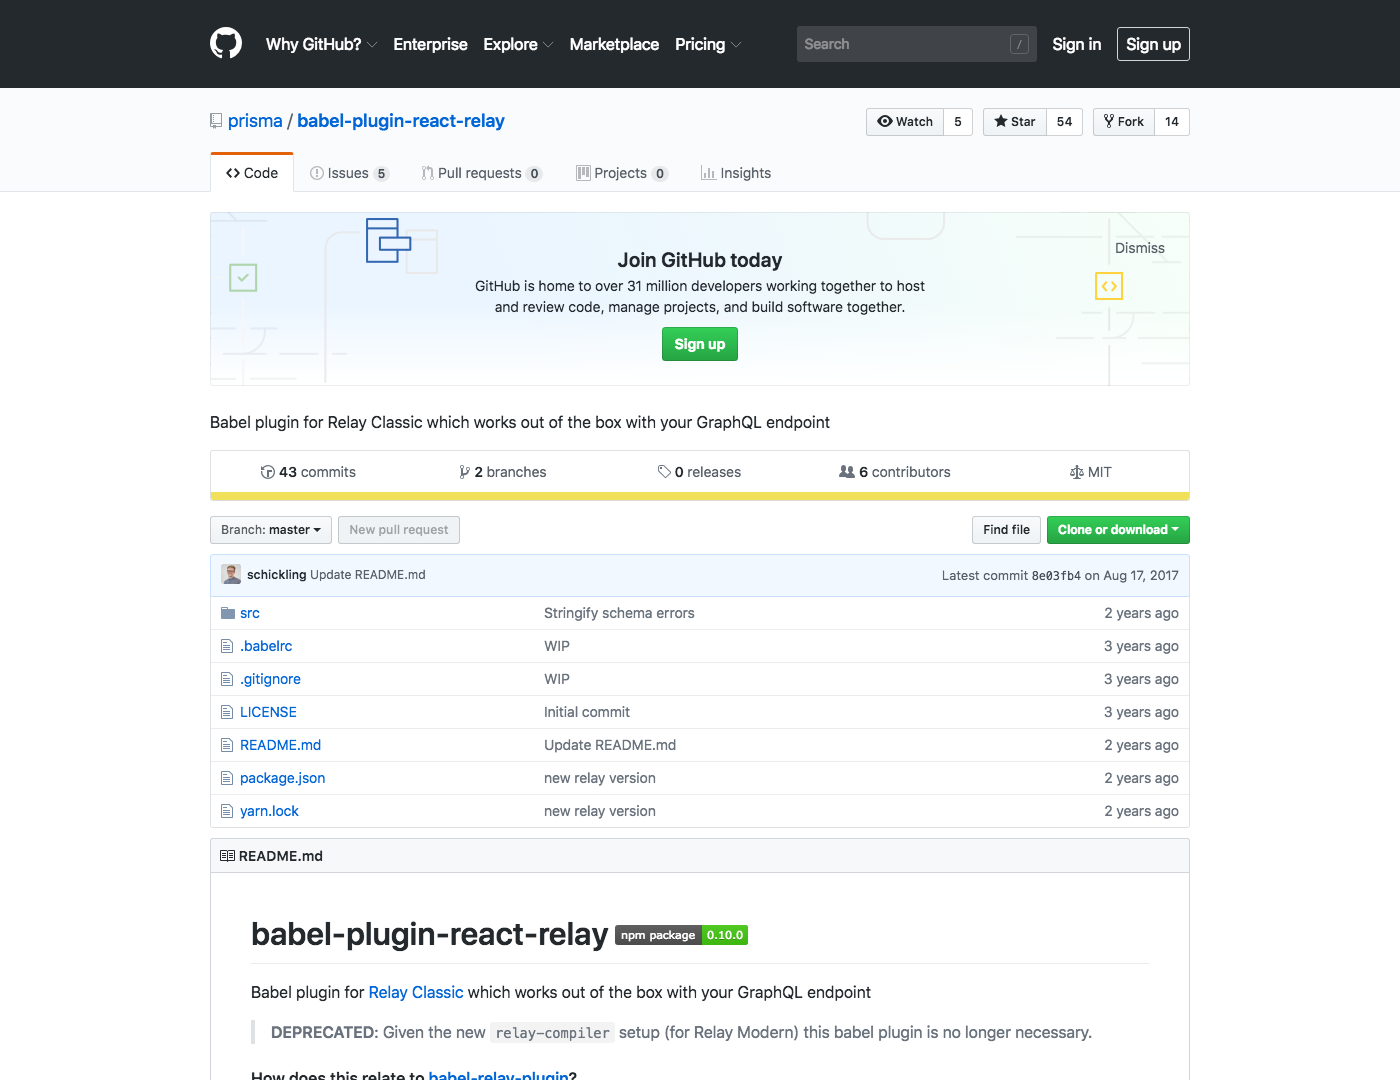 Why GitHub? Enterprise Explore Marketplace Pricing Search / Sign in Sign up
prisma / babel-plugin-react-relay Watch 5 Star 54 Fork 14
Code Issues 5 Pull requests 0 Projects 0 Insights
Dismiss
Join GitHub today
GitHub is home to over 31 million developers working together to host
and review code, manage projects, and build software together.
Sign up
Babel plugin for Relay Classic which works out of the box with your GraphQL endpoint
43 commits 2 branches 0 releases 6 contributors MIT
Branch: master New pull request Find file Clone or download
schickling Update README.md Latest commit 8e03fb4 on Aug 17, 2017
src Stringify schema errors 2 years ago
.babelrc WIP 3 years ago
.gitignore WIP 3 years ago
LICENSE Initial commit 3 years ago
README.md Update README.md 2 years ago
package.json new relay version 2 years ago
yarn.lock new relay version 2 years ago
README.md
babel-plugin-react-relay npm package 0.10.0
Babel plugin for Relay Classic which works out of the box with your GraphQL endpoint
DEPRECATED: Given the new relay-compiler setup (for Relay Modern) this babel plugin is no longer necessary.
How does this relate to babel-relay-plugin?